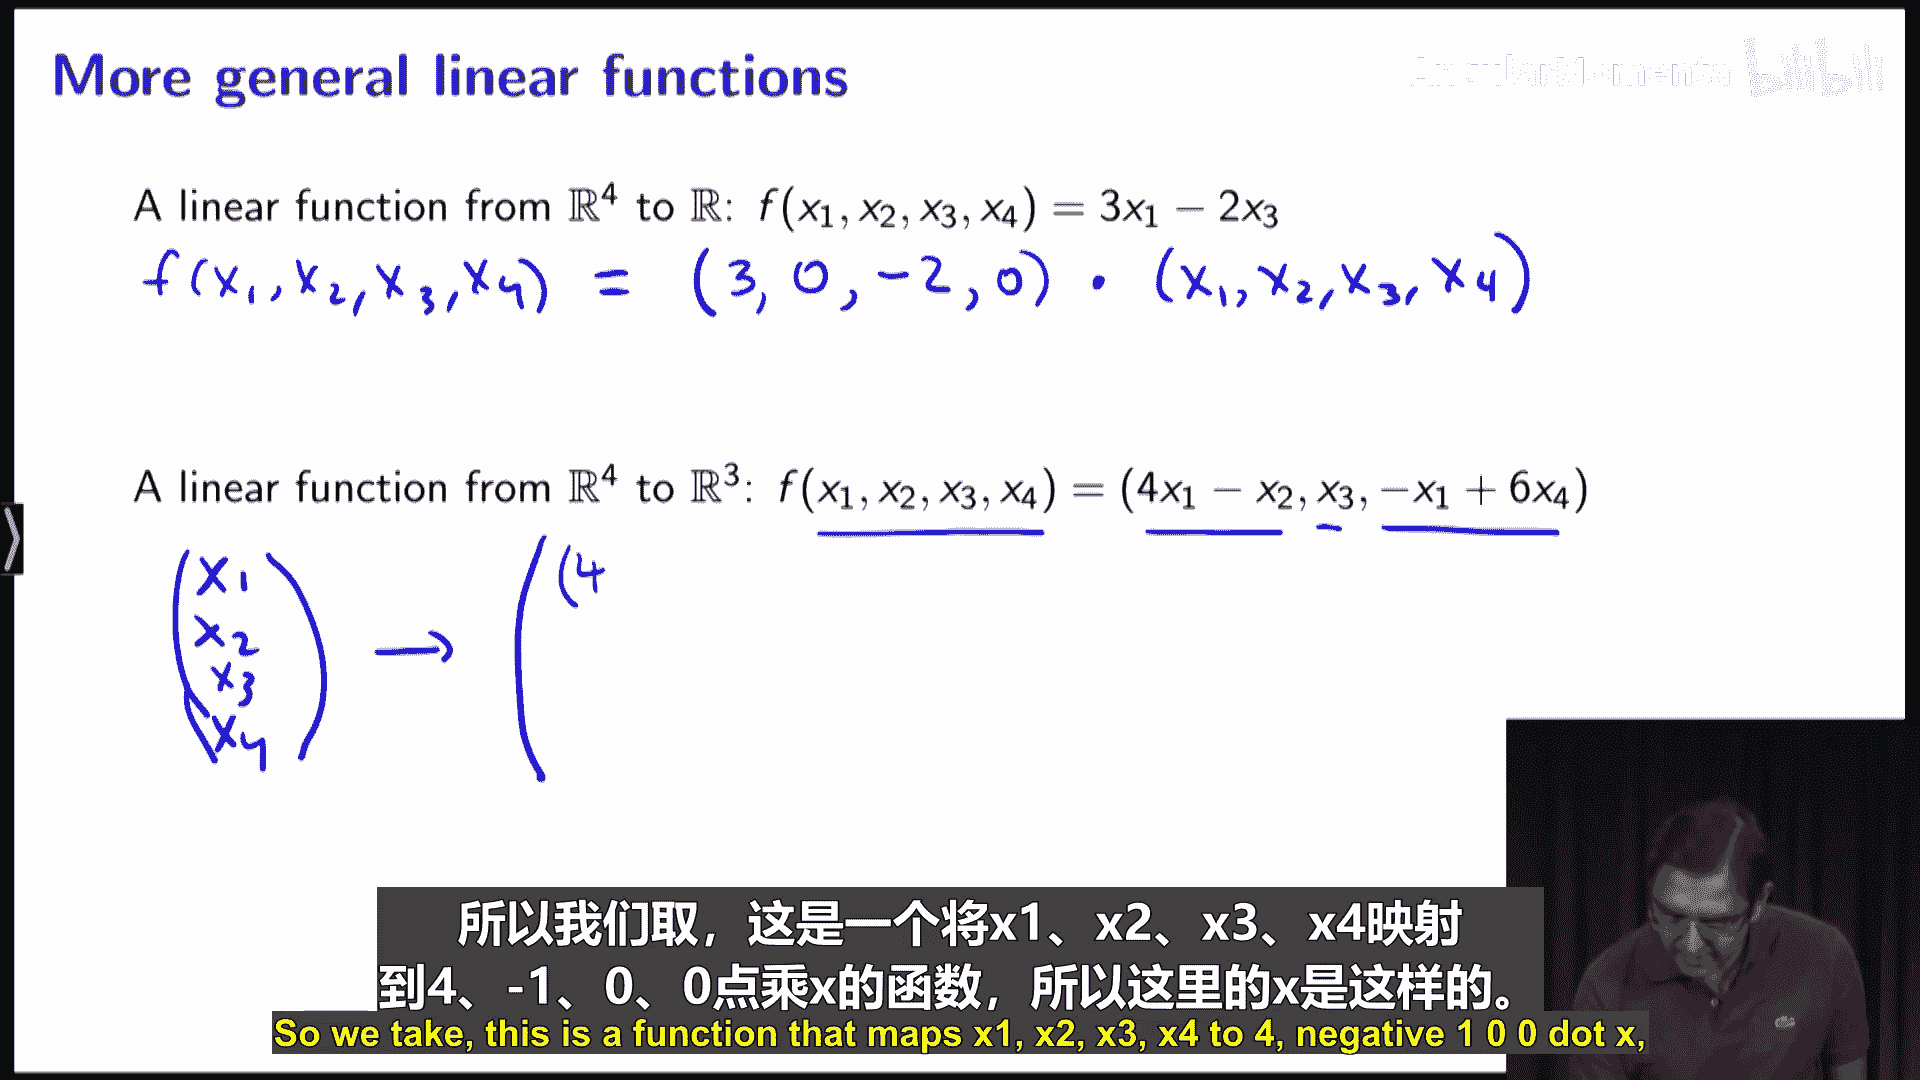 More general linear functions
bilibili
A linear function from ℝ⁴ to ℝ: f(x₁, x₂, x₃, x₄) = 3x₁ − 2x₃
f(x₁, x₂, x₃, x₄) = (3, 0, -2, 0) · (x₁, x₂, x₃, x₄)
A linear function from ℝ⁴ to ℝ³: f(x₁, x₂, x₃, x₄) = (4x₁ − x₂, x₃, −x₁ + 6x₄)
(x₁
x₂
x₃
x₄) → ( (4
所以我们取，这是一个将x1、x2、x3、x4映射
到4、-1、0、0点乘x的函数，所以这里的x是这样的。
So we take, this is a function that maps x1, x2, x3, x4 to 4, negative 1 0 0 dot x,